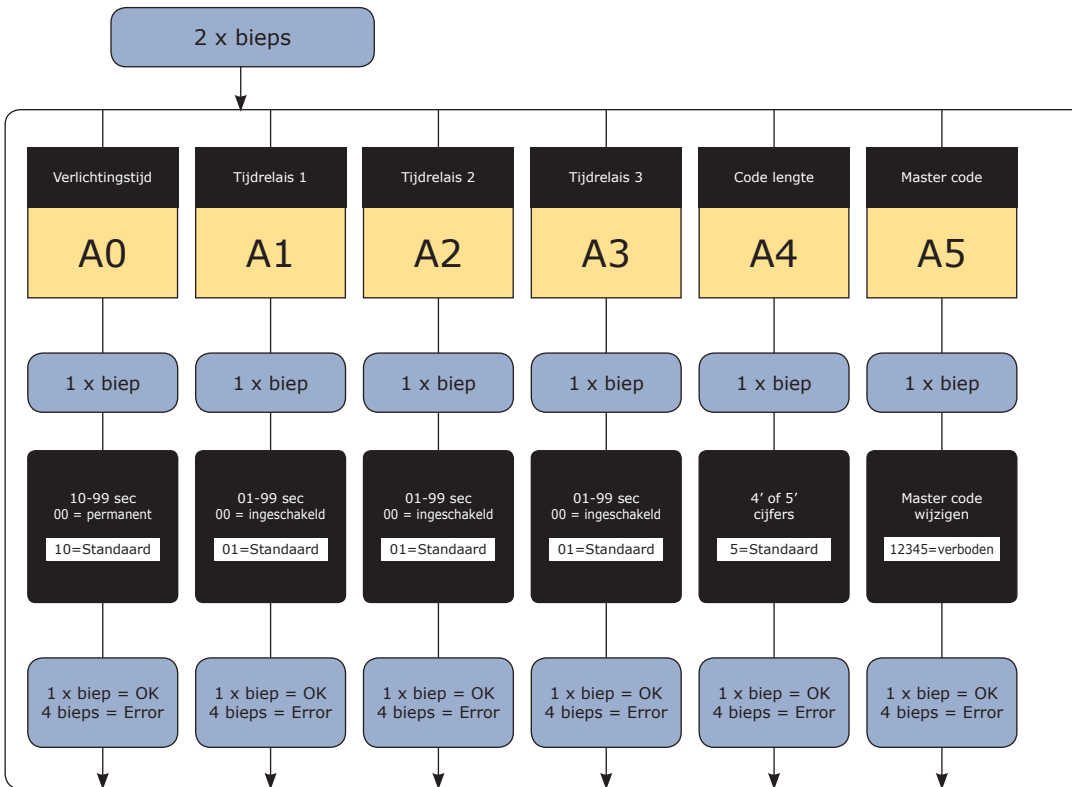 2 x bieps
Verlichtingstijd
A0
1 x biep
10-99 sec
00 = permanent
10=Standaard
1 x biep = OK
4 bieps = Error
Tijdrelais 1
A1
1 x biep
01-99 sec
00 = ingeschakeld
01=Standaard
1 x biep = OK
4 bieps = Error
Tijdrelais 2
A2
1 x biep
01-99 sec
00 = ingeschakeld
01=Standaard
1 x biep = OK
4 bieps = Error
Tijdrelais 3
A3
1 x biep
01-99 sec
00 = ingeschakeld
01=Standaard
1 x biep = OK
4 bieps = Error
Code lengte
A4
1 x biep
4′ of 5′
cijfers
5=Standaard
1 x biep = OK
4 bieps = Error
Master code
A5
1 x biep
Master code
wijzigen
12345=verboden
1 x biep = OK
4 bieps = Error